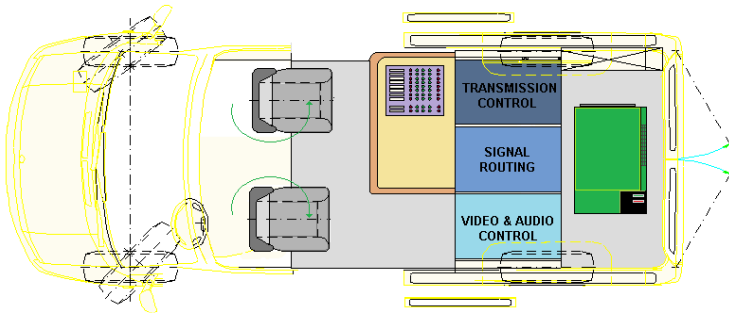 TRANSMISSION
CONTROL
SIGNAL
ROUTING
VIDEO & AUDIO
CONTROL